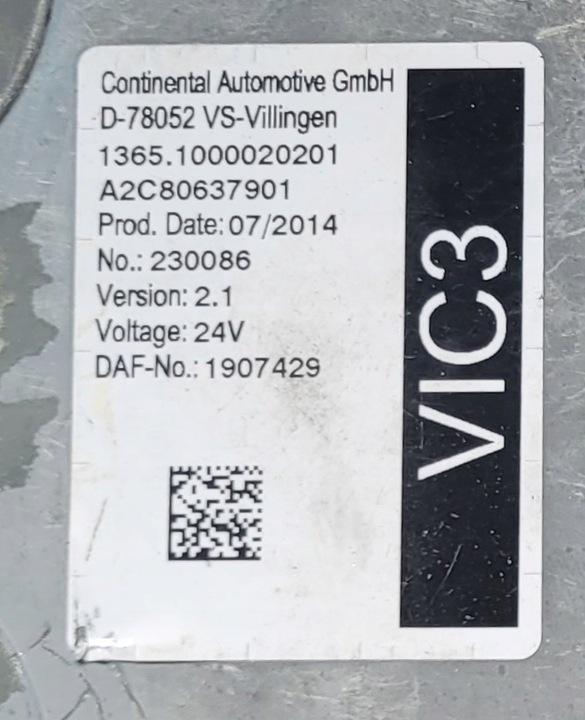 Continental Automotive GmbH
D-78052 VS-Villingen
1365.1000020201
A2C80637901
Prod. Date: 07/2014
No.: 230086
Version: 2.1
Voltage: 24V
DAF-No.: 1907429
VIC3